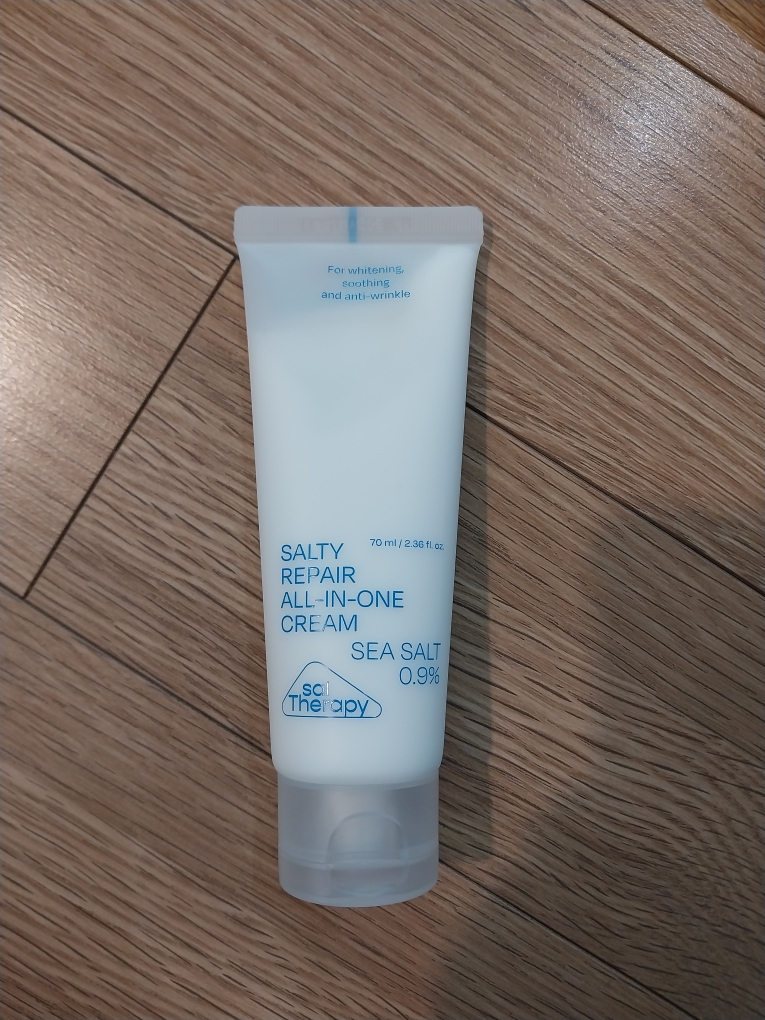 For whitening,
soothing
and anti-wrinkle
70 ml / 2.36 fl. oz.
SALTY
REPAIR
ALL-IN-ONE
CREAM
SEA SALT
0.9%
sal
Therapy